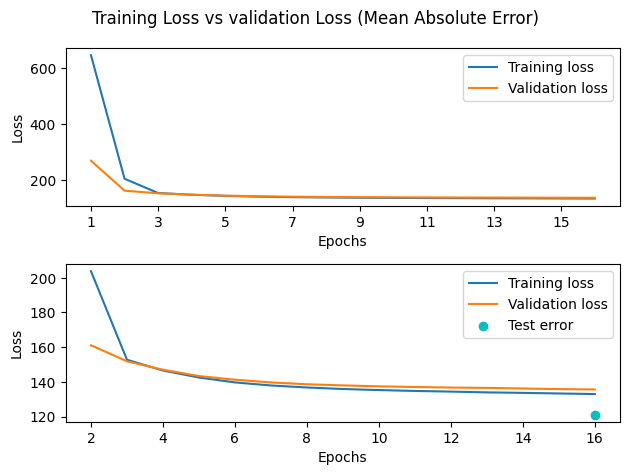 Training Loss vs validation Loss (Mean Absolute Error)
Training loss
Validation loss
600
400
200
Loss
1 3 5 7 9 11 13 15
Epochs
Training loss
Validation loss
Test error
200
180
160
140
120
Loss
2 4 6 8 10 12 14 16
Epochs